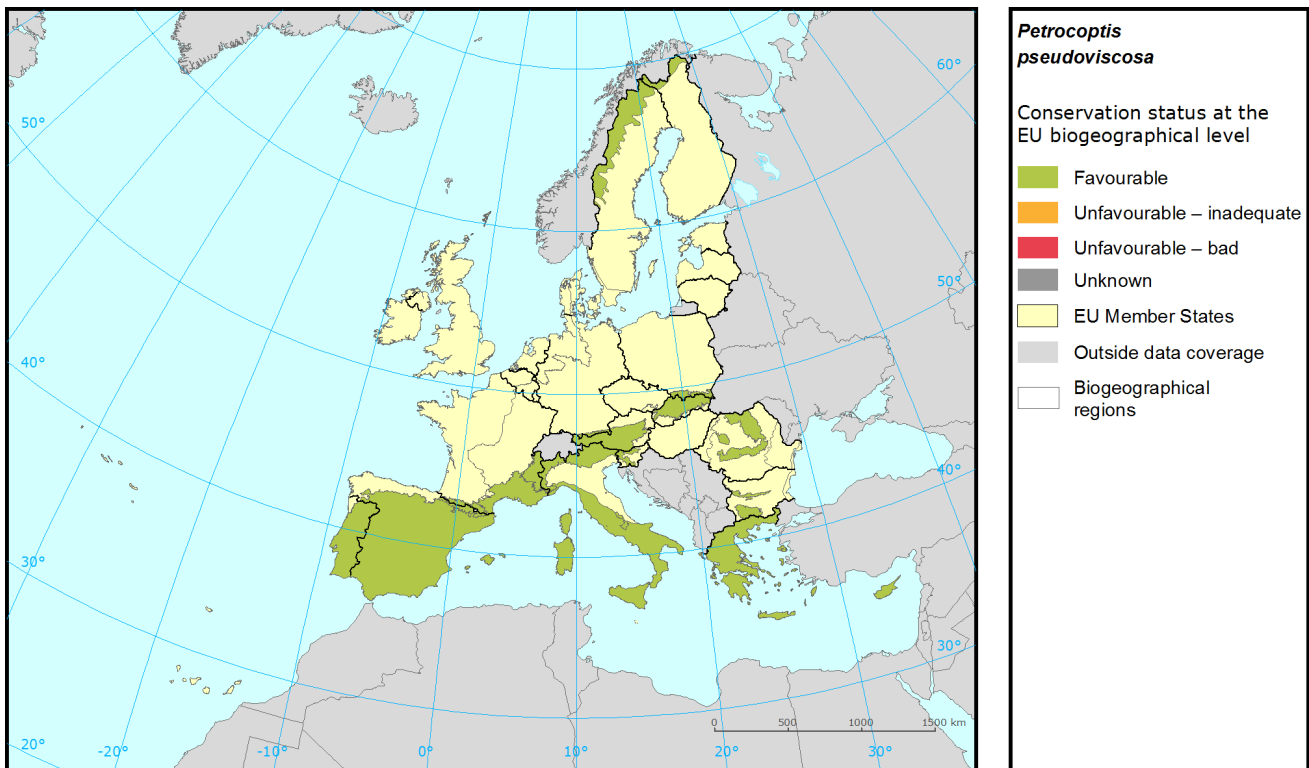 60°
50°
50°
40°
40°
30°
30°
20°
-20°
-10°
0°
10°
20°
30°
0 500 1000 1500 km
Petrocoptis
pseudoviscosa
Conservation status at the
EU biogeographical level
Favourable
Unfavourable – inadequate
Unfavourable – bad
Unknown
EU Member States
Outside data coverage
Biogeographical
regions